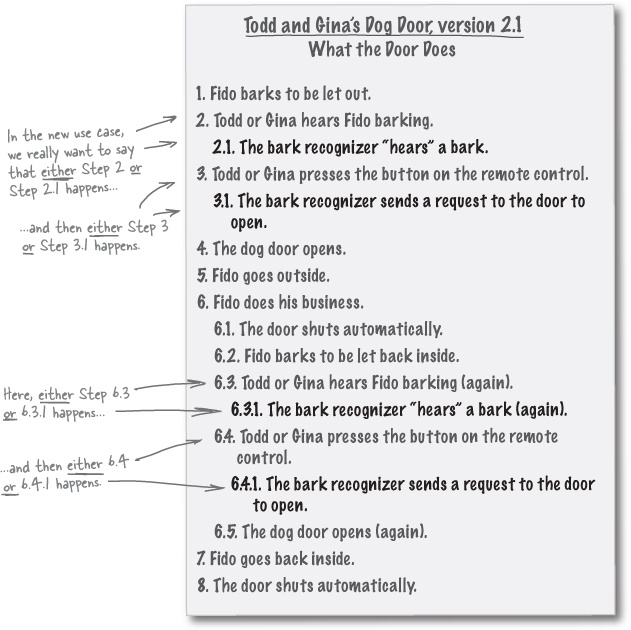 Todd and Gina's Dog Door, version 2.1
What the Door Does
1. Fido barks to be let out.
2. Todd or Gina hears Fido barking.
2.1. The bark recognizer "hears" a bark.
3. Todd or Gina presses the button on the remote control.
3.1. The bark recognizer sends a request to the door to
open.
4. The dog door opens.
5. Fido goes outside.
6. Fido does his business.
6.1. The door shuts automatically.
6.2. Fido barks to be let back inside.
6.3. Todd or Gina hears Fido barking (again).
6.3.1. The bark recognizer "hears" a bark (again).
6.4. Todd or Gina presses the button on the remote
control.
6.4.1. The bark recognizer sends a request to the door
to open.
6.5. The dog door opens (again).
7. Fido goes back inside.
8. The door shuts automatically.
In the new use case,
we really want to say
that either Step 2 or
Step 2.1 happens...
...and then either Step 3
or Step 3.1 happens.
Here, either Step 6.3
or 6.3.1 happens...
...and then either 6.4
or 6.4.1 happens.